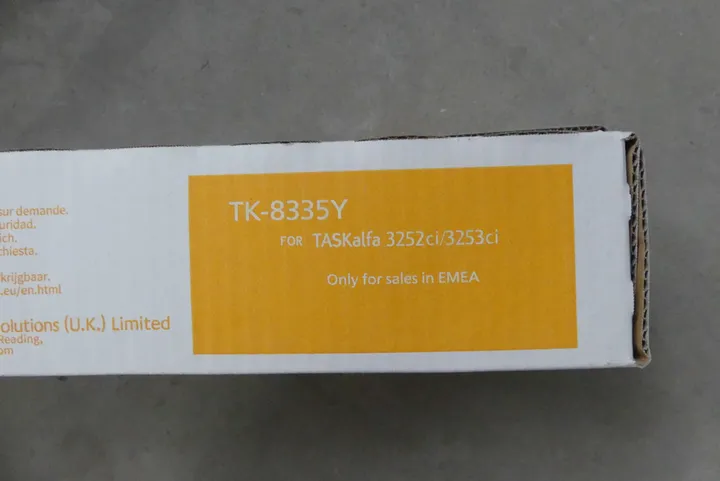 sur demande.
uridad.
ich.
chiesta.
krijgbaar.
.eu/en.html
olutions (U.K.) Limited
Reading,
om
TK-8335Y
FOR TASKalfa 3252ci/3253ci
Only for sales in EMEA